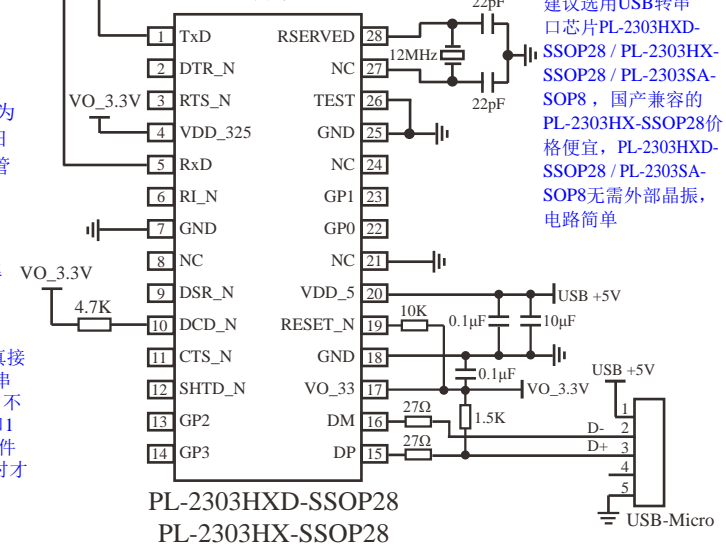 22pF
1 TxD
RSERVED 28
12MHz
2 DTR_N
NC 27
VO_3.3V
3 RTS_N
TEST 26
22pF
4 VDD_325
GND 25
5 RxD
NC 24
6 RI_N
GP1 23
7 GND
GP0 22
8 NC
NC 21
VO_3.3V
9 DSR_N
VDD_5 20
USB +5V
4.7K
10 DCD_N
RESET_N 19
10K
0.1μF
10μF
11 CTS_N
GND 18
0.1μF
USB +5V
12 SHTD_N
VO_33 17
VO_3.3V
13 GP2
DM 16
27Ω
1.5K
14 GP3
DP 15
27Ω
D-
D+
1
2
3
4
5
USB-Micro
PL-2303HXD-SSOP28
PL-2303HX-SSOP28
建议选用USB转串
口芯片PL-2303HXD-
SSOP28 / PL-2303HX-
SSOP28 / PL-2303SA-
SOP8 ，国产兼容的
PL-2303HX-SSOP28价
格便宜，PL-2303HXD-
SSOP28 / PL-2303SA-
SOP8无需外部晶振，
电路简单
为
管
接
串
不
1
件
才